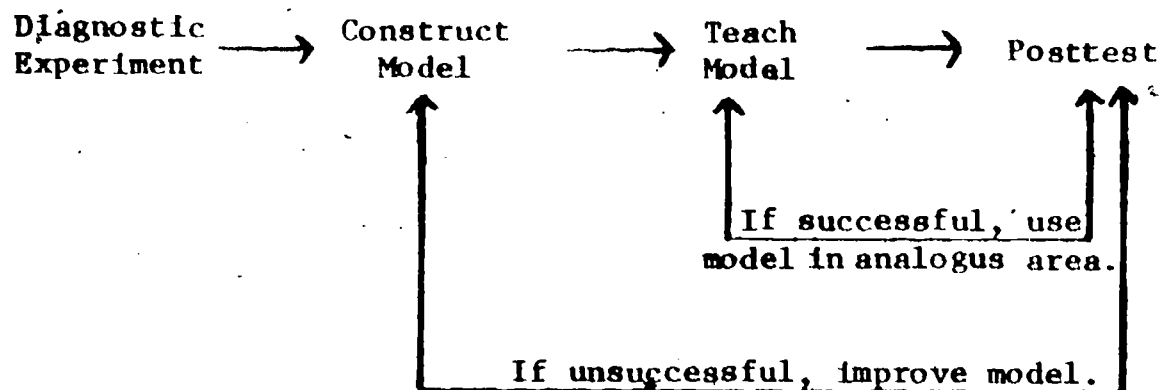 Diagnostic
Experiment
Construct
Model
Teach
Model
Posttest
If successful, use
model in analogus area.
If unsuccessful, improve model.